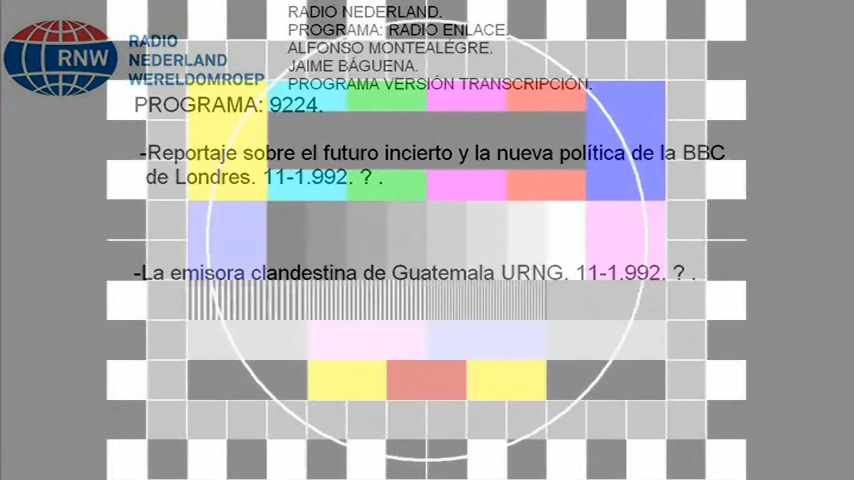 RNW
RADIO
NEDERLAND
WERELDOMROEP
RADIO NEDERLAND.
PROGRAMA: RADIO ENLACE.
ALFONSO MONTEALÉGRE.
JAIME BÁGUENA.
PROGRAMA VERSIÓN TRANSCRIPCIÓN.
PROGRAMA: 9224.
-Reportaje sobre el futuro incierto y la nueva política de la BBC
de Londres. 11-1.992. ? .
-La emisora clandestina de Guatemala URNG. 11-1.992. ? .